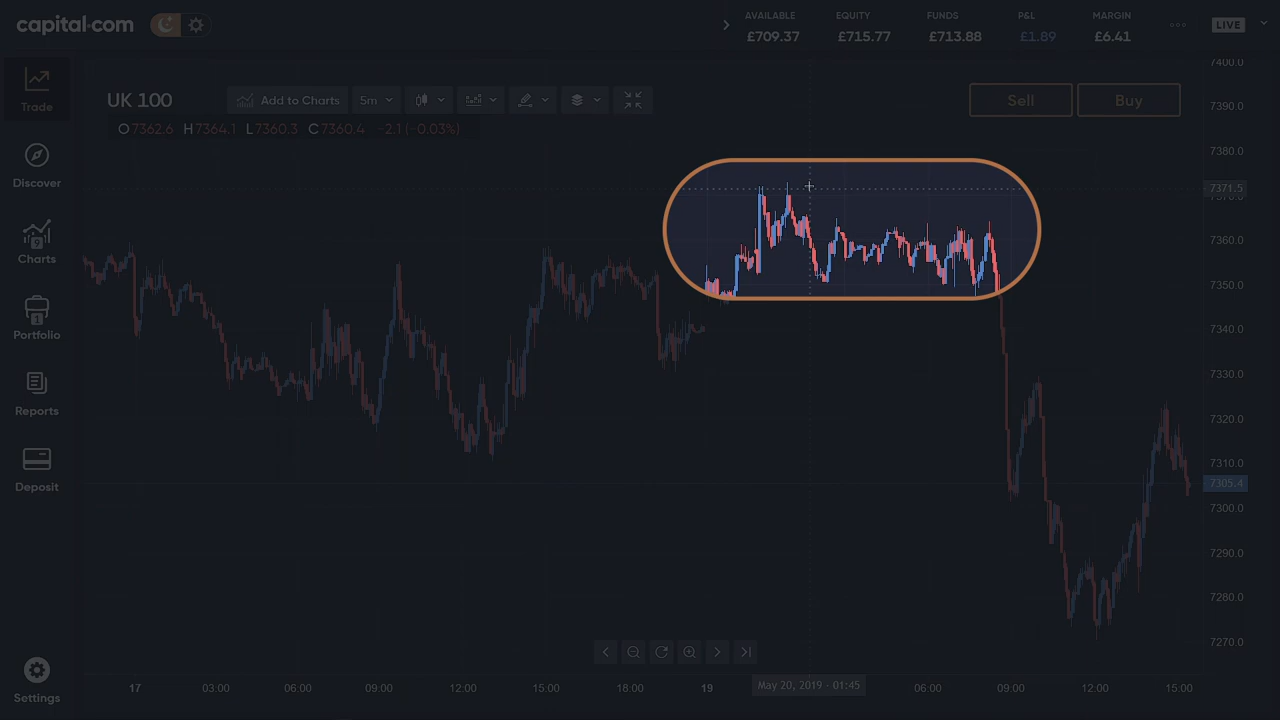 capital.com
AVAILABLE EQUITY FUNDS P&L MARGIN
£709.37 £715.77 £713.88 £1.89 £6.41 LIVE
Trade
Discover
9
Charts
1
Portfolio
Reports
Deposit
Settings
UK 100 Add to Charts 5m Sell Buy
O7362.6 H7364.1 L7360.3 C7360.4 -2.1 (-0.03%)
7400.0
7390.0
7380.0
7371.5
7360.0
7350.0
7340.0
7330.0
7320.0
7310.0
7305.4
7300.0
7290.0
7280.0
7270.0
17 03:00 06:00 09:00 12:00 15:00 18:00 19 May 20, 2019 - 01:45 06:00 09:00 12:00 15:00